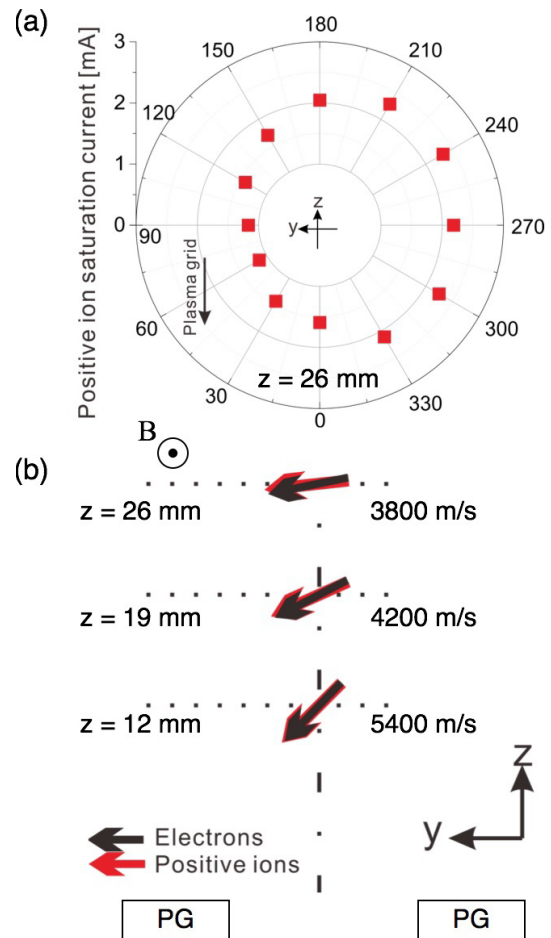 (a)
Positive ion saturation current [mA]
3
2
1
0
180
150
210
120
240
90
270
60
300
30
330
0
z
y
Plasma grid
z = 26 mm
B
(b)
z = 26 mm 3800 m/s
z = 19 mm 4200 m/s
z = 12 mm 5400 m/s
z
y
Electrons
Positive ions
PG PG